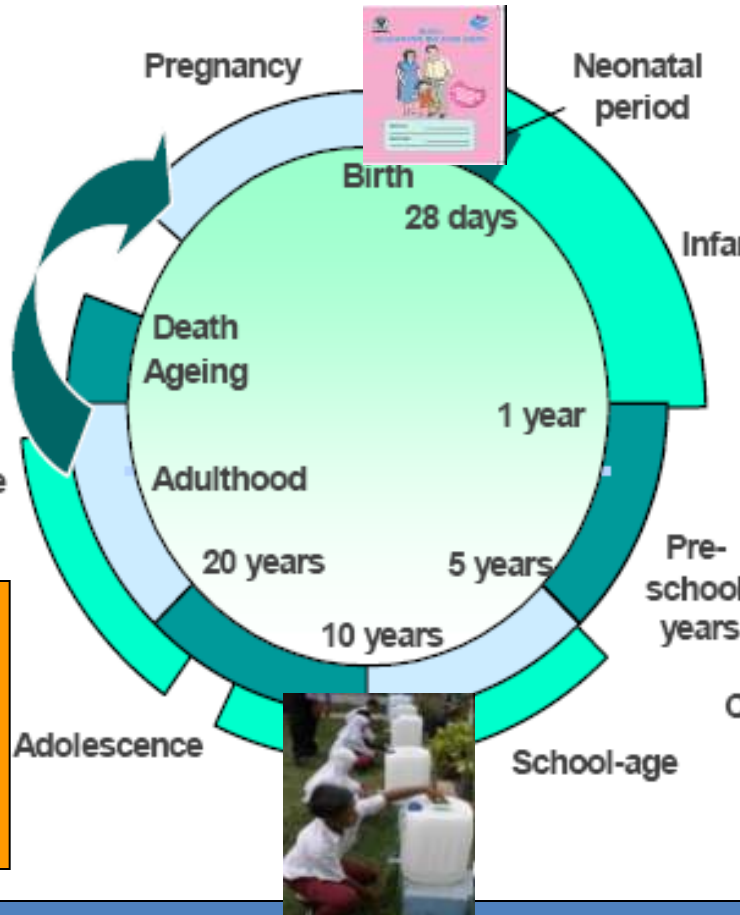 Pregnancy
Neonatal
period
Birth
28 days
Death
Ageing
1 year
Adulthood
20 years
5 years
Pre-
school
years
10 years
Adolescence
School-age